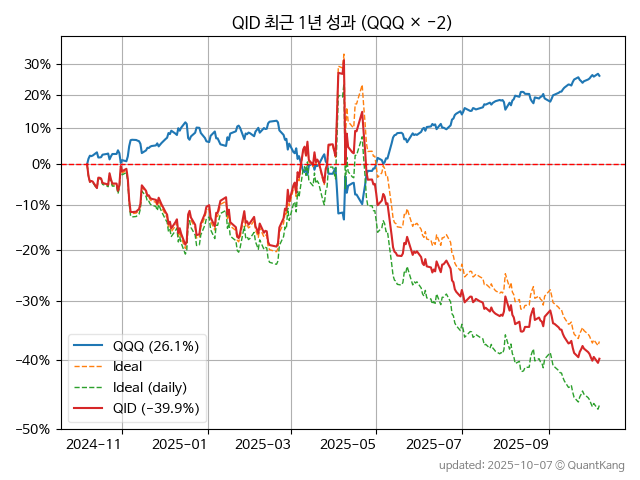 QID 최근 1년 성과 (QQQ × −2)
30%
20%
10%
0%
−10%
−20%
−30%
−40%
−50%
QQQ (26.1%)
Ideal
Ideal (daily)
QID (−39.9%)
2024-11
2025-01
2025-03
2025-05
2025-07
2025-09
updated: 2025-10-07 © QuantKang